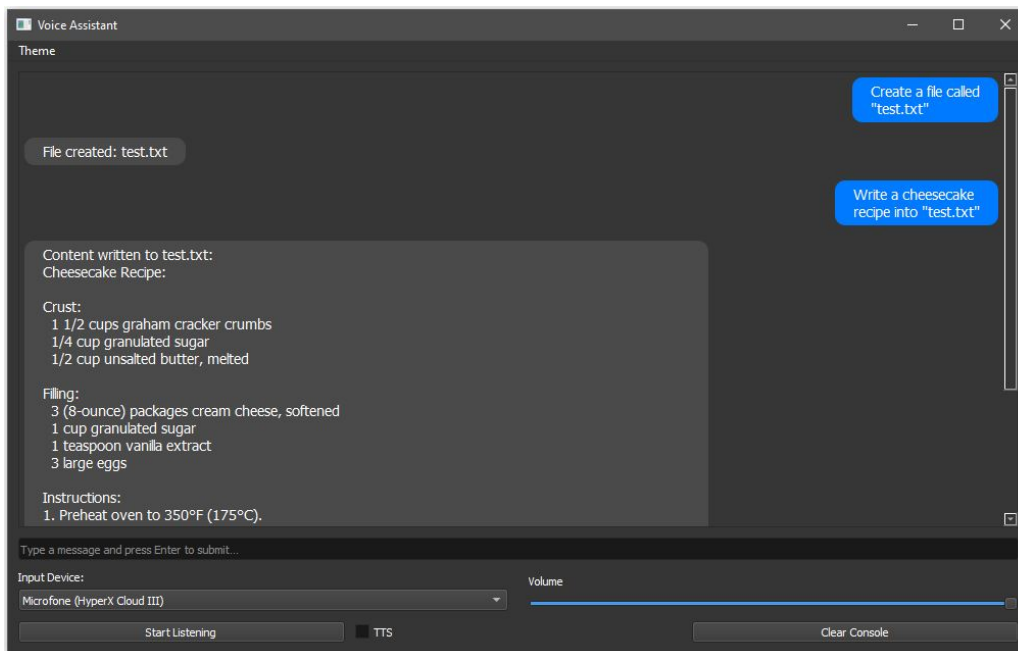 Voice Assistant
Theme
Create a file called
"test.txt"
File created: test.txt
Write a cheesecake
recipe into "test.txt"
Content written to test.txt:
Cheesecake Recipe:
Crust:
1 1/2 cups graham cracker crumbs
1/4 cup granulated sugar
1/2 cup unsalted butter, melted
Filling:
3 (8-ounce) packages cream cheese, softened
1 cup granulated sugar
1 teaspoon vanilla extract
3 large eggs
Instructions:
1. Preheat oven to 350°F (175°C).
Type a message and press Enter to submit...
Input Device:
Volume
Microfone (HyperX Cloud III)
Start Listening
TTS
Clear Console